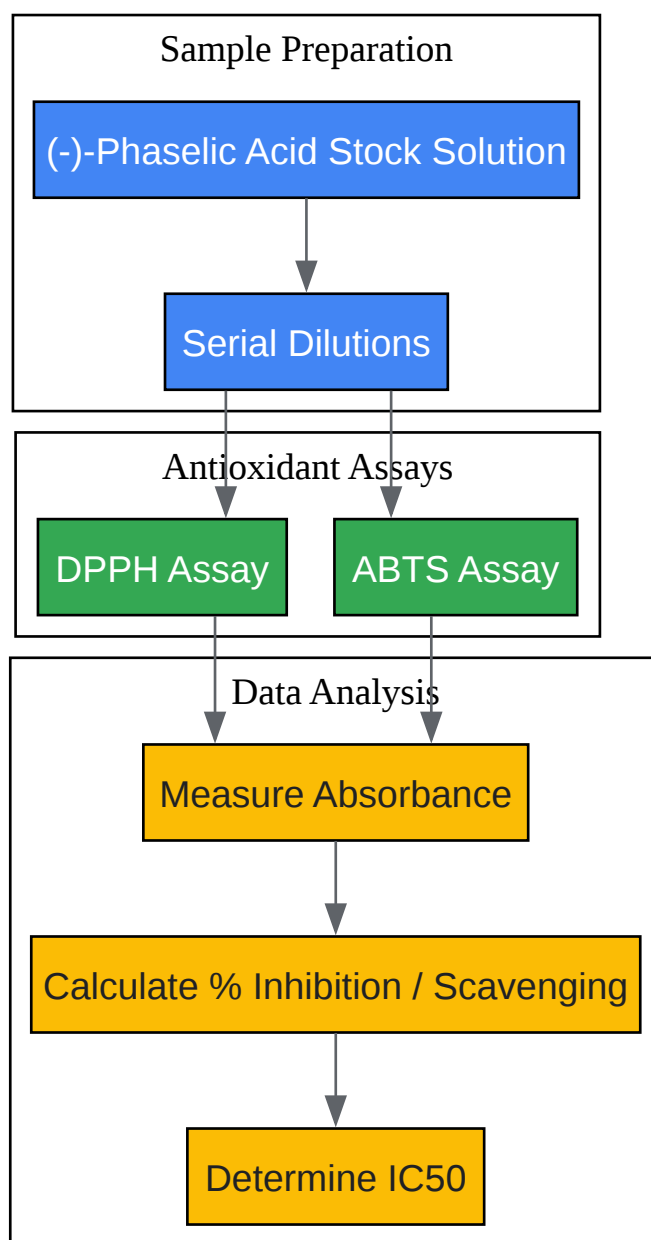 Sample Preparation
(-)-Phaselic Acid Stock Solution
Serial Dilutions
Antioxidant Assays
DPPH Assay
ABTS Assay
Data Analysis
Measure Absorbance
Calculate % Inhibition / Scavenging
Determine IC50